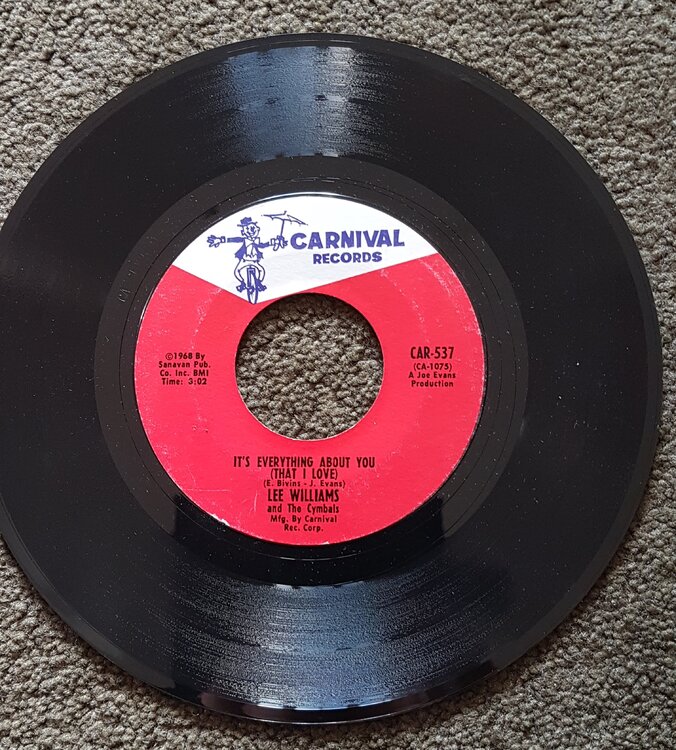 CARNIVAL
RECORDS
©1968 By
Sanavan Pub.
Co. Inc. BMI
Time: 3:02
CAR-537
(CA-1075)
A Joe Evans
Production
IT'S EVERYTHING ABOUT YOU
(THAT I LOVE)
(E. Bivins - J. Evans)
LEE WILLIAMS
and The Cymbals
Mfg. By Carnival
Rec. Corp.